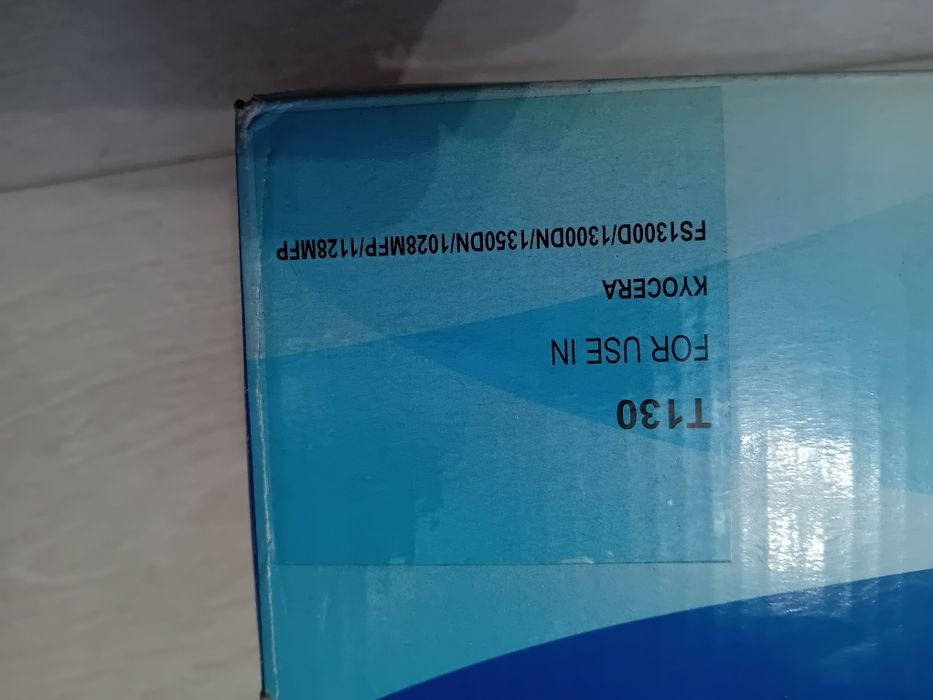 T130
FOR USE IN
KYOCERA
FS1300D/1300DN/1350DN/1028MFP/1128MFP